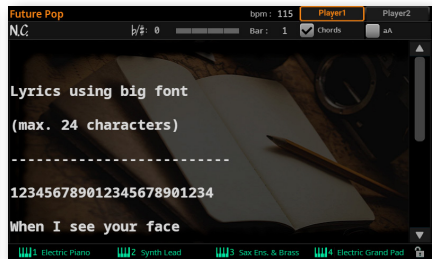 Future Pop
bpm : 115
Player1
Player2
N.C.
b/#: 0
Bar : 1
Chords
aA
Lyrics using big font
(max. 24 characters)
--------------------------
123456789012345678901234
When I see your face
1 Electric Piano
2 Synth Lead
3 Sax Ens. & Brass
4 Electric Grand Pad